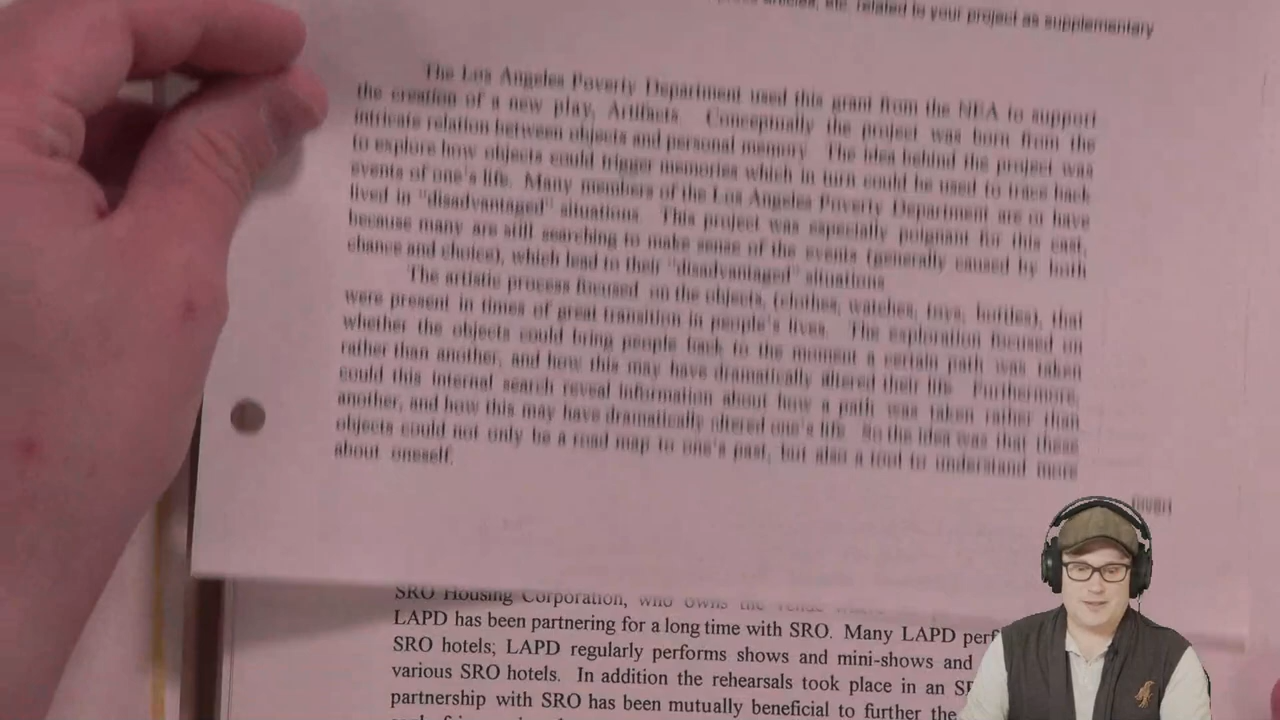 articles, etc. related to your project as supplementary
The Los Angeles Poverty Department used this grant from the NEA to support
the creation of a new play, Artifacts. Conceptually the project was born from the
intricate relation between objects and personal memory. The idea behind the project was
to explore how objects could trigger memories which in turn could be used to trace back
events of one's life. Many members of the Los Angeles Poverty Department are or have
lived in "disadvantaged" situations. This project was especially poignant for this cast,
because many are still searching to make sense of the events (generally caused by both
chance and choice), which lead to their "disadvantaged" situations
The artistic process focused on the objects, (clothes, watches, toys, bottles), that
were present in times of great transition in people's lives. The exploration focused on
whether the objects could bring people back to the moment a certain path was taken
rather than another, and how this may have dramatically altered their life Furthermore,
could this internal search reveal information about how a path was taken rather than
another, and how this may have dramatically altered one's life So the idea was that these
objects could not only be a road map to one's past, but also a tool to understand more
about oneself.
SRO Housing Corporation, who owns the
LAPD has been partnering for a long time with SRO. Many LAPD perf
SRO hotels; LAPD regularly performs shows and mini-shows and
various SRO hotels. In addition the rehearsals took place in an SR
partnership with SRO has been mutually beneficial to further the